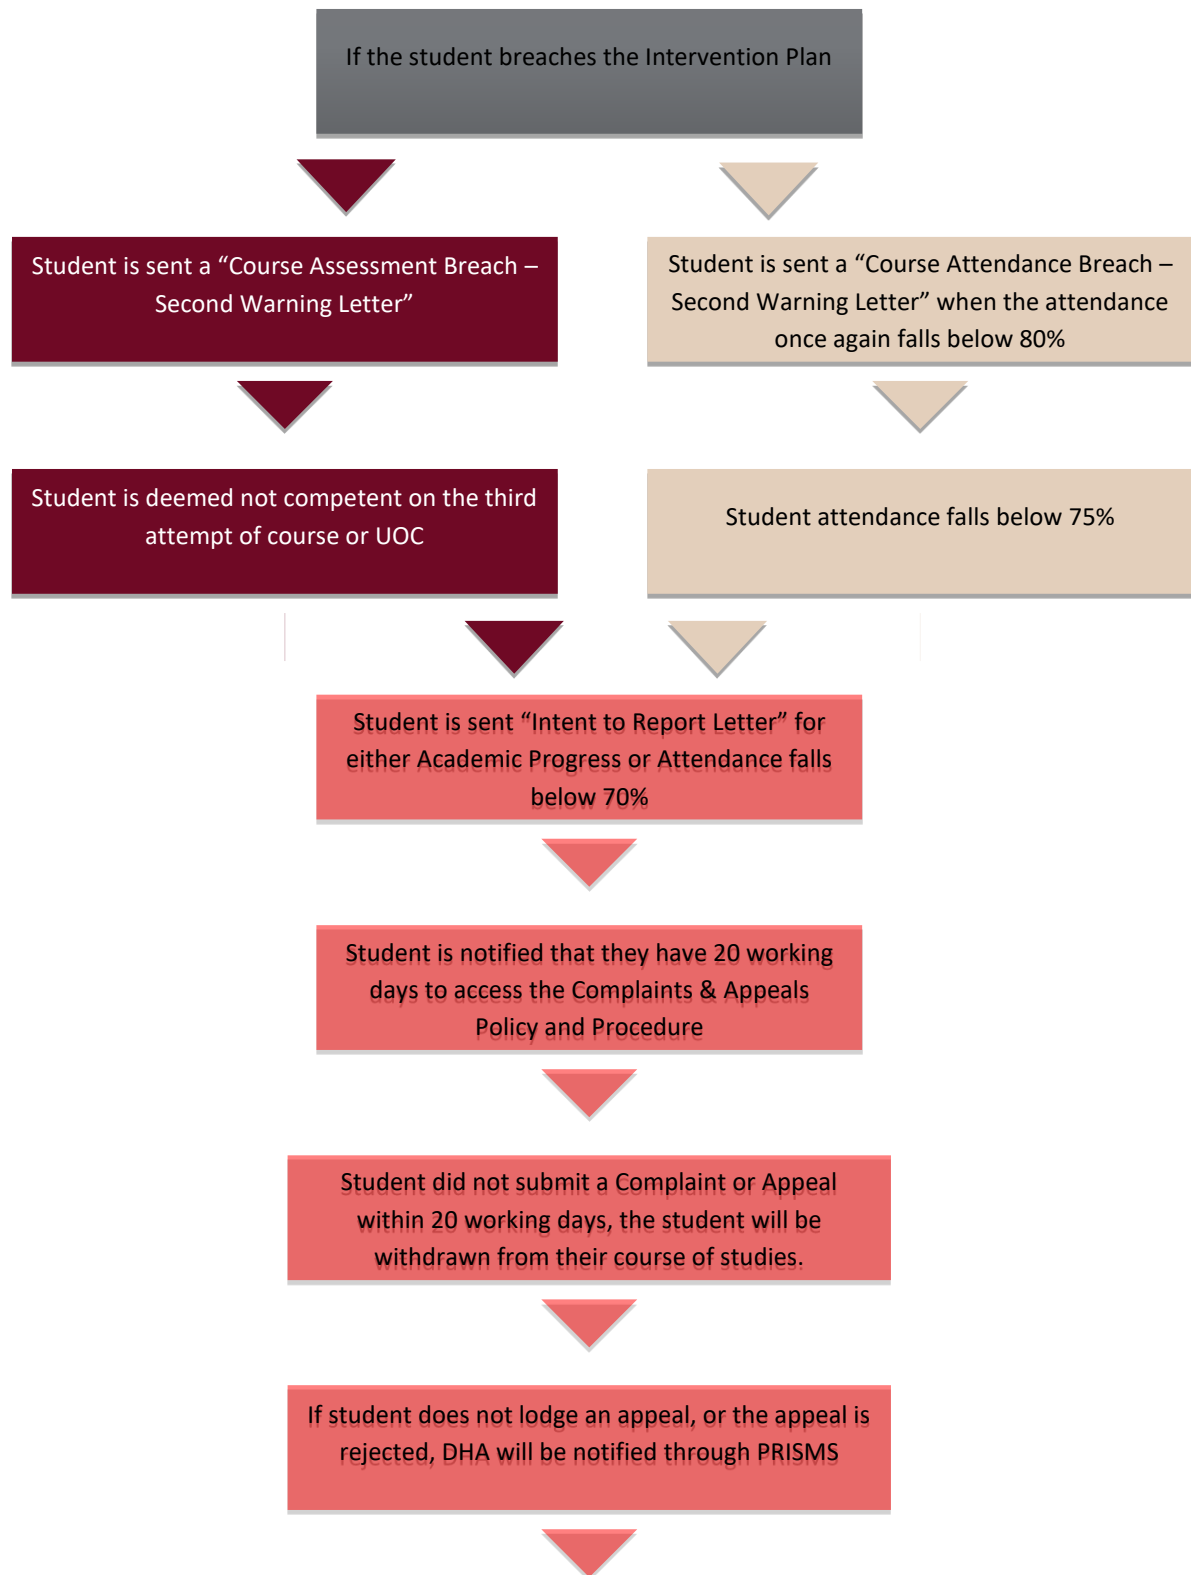 If the student breaches the Intervention Plan
Student is sent a “Course Assessment Breach –
Second Warning Letter”
Student is sent a “Course Attendance Breach –
Second Warning Letter” when the attendance
once again falls below 80%
Student is deemed not competent on the third
attempt of course or UOC
Student attendance falls below 75%
Student is sent “Intent to Report Letter” for
either Academic Progress or Attendance falls
below 70%
Student is notified that they have 20 working
days to access the Complaints & Appeals
Policy and Procedure
Student did not submit a Complaint or Appeal
within 20 working days, the student will be
withdrawn from their course of studies.
If student does not lodge an appeal, or the appeal is
rejected, DHA will be notified through PRISMS